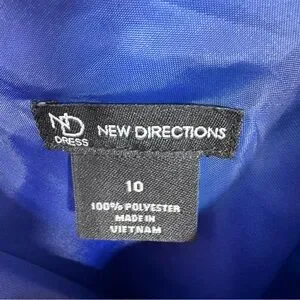 ND
DRESS
NEW DIRECTIONS
10
100% POLYESTER
MADE IN
VIETNAM